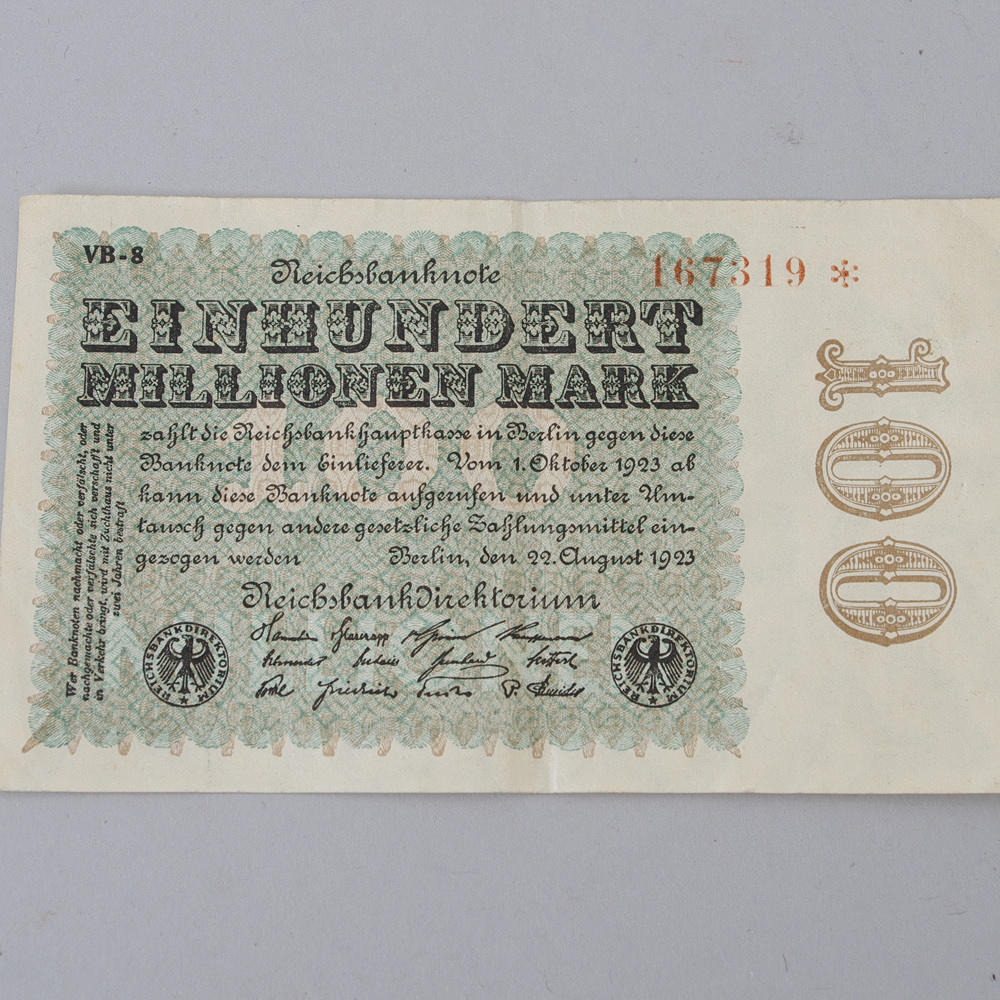 VB-8
167319 *
Reichsbanknote
EINHUNDERT
MILLIONEN MARK
100
zahlt die Reichsbankhauptkasse in Berlin gegen diese
Banknote dem Einlieferer. Vom 1. Oktober 1923 ab
kann diese Banknote aufgerufen und unter Um-
tausch gegen andere gesetzliche Zahlungsmittel ein-
gezogen werden Berlin, den 22. August 1923
Reichsbankdirektorium
REICHSBANKDIREKTORIUM
REICHSBANKDIREKTORIUM
Wer Banknoten nachmacht oder verfälscht, oder
nachgemachte oder verfälschte sich verschafft und
in Verkehr bringt, wird mit Zuchthaus nicht unter
zwei Jahren bestraft
100